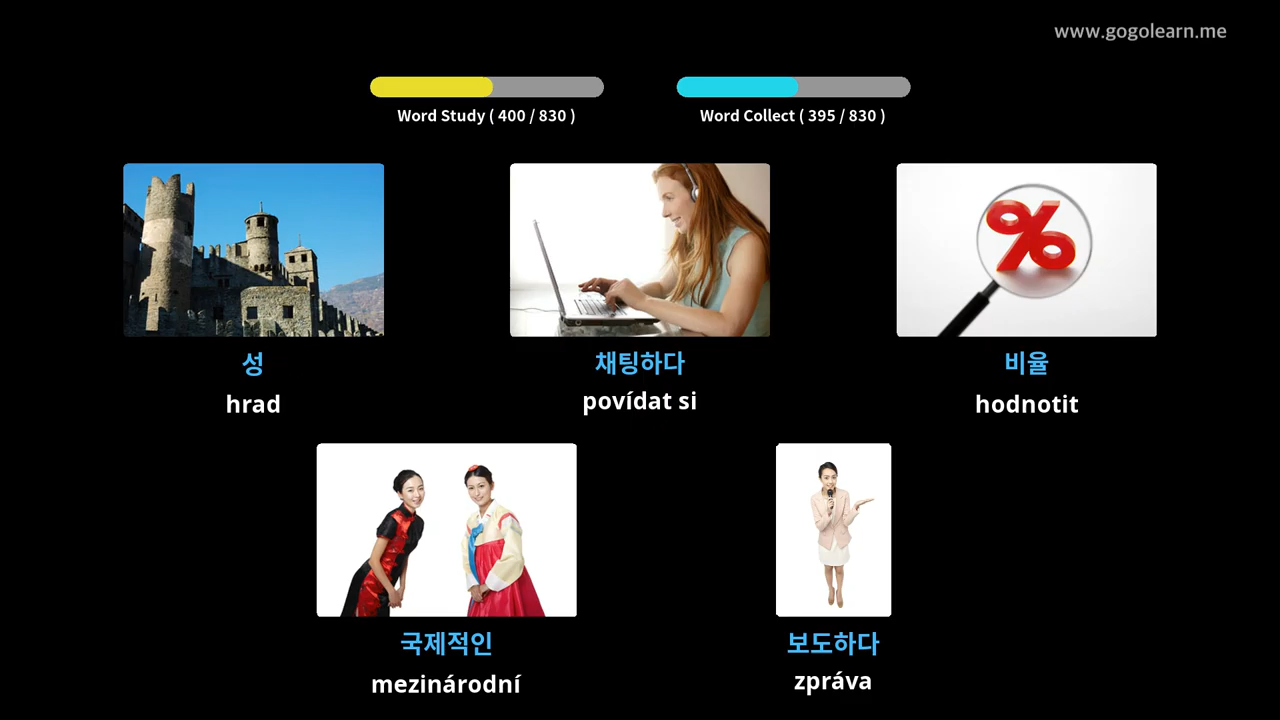 www.gogolearn.me
Word Study ( 400 / 830 )
Word Collect ( 395 / 830 )
성
채팅하다
비율
hrad
povídat si
hodnotit
국제적인
보도하다
mezinárodní
zpráva